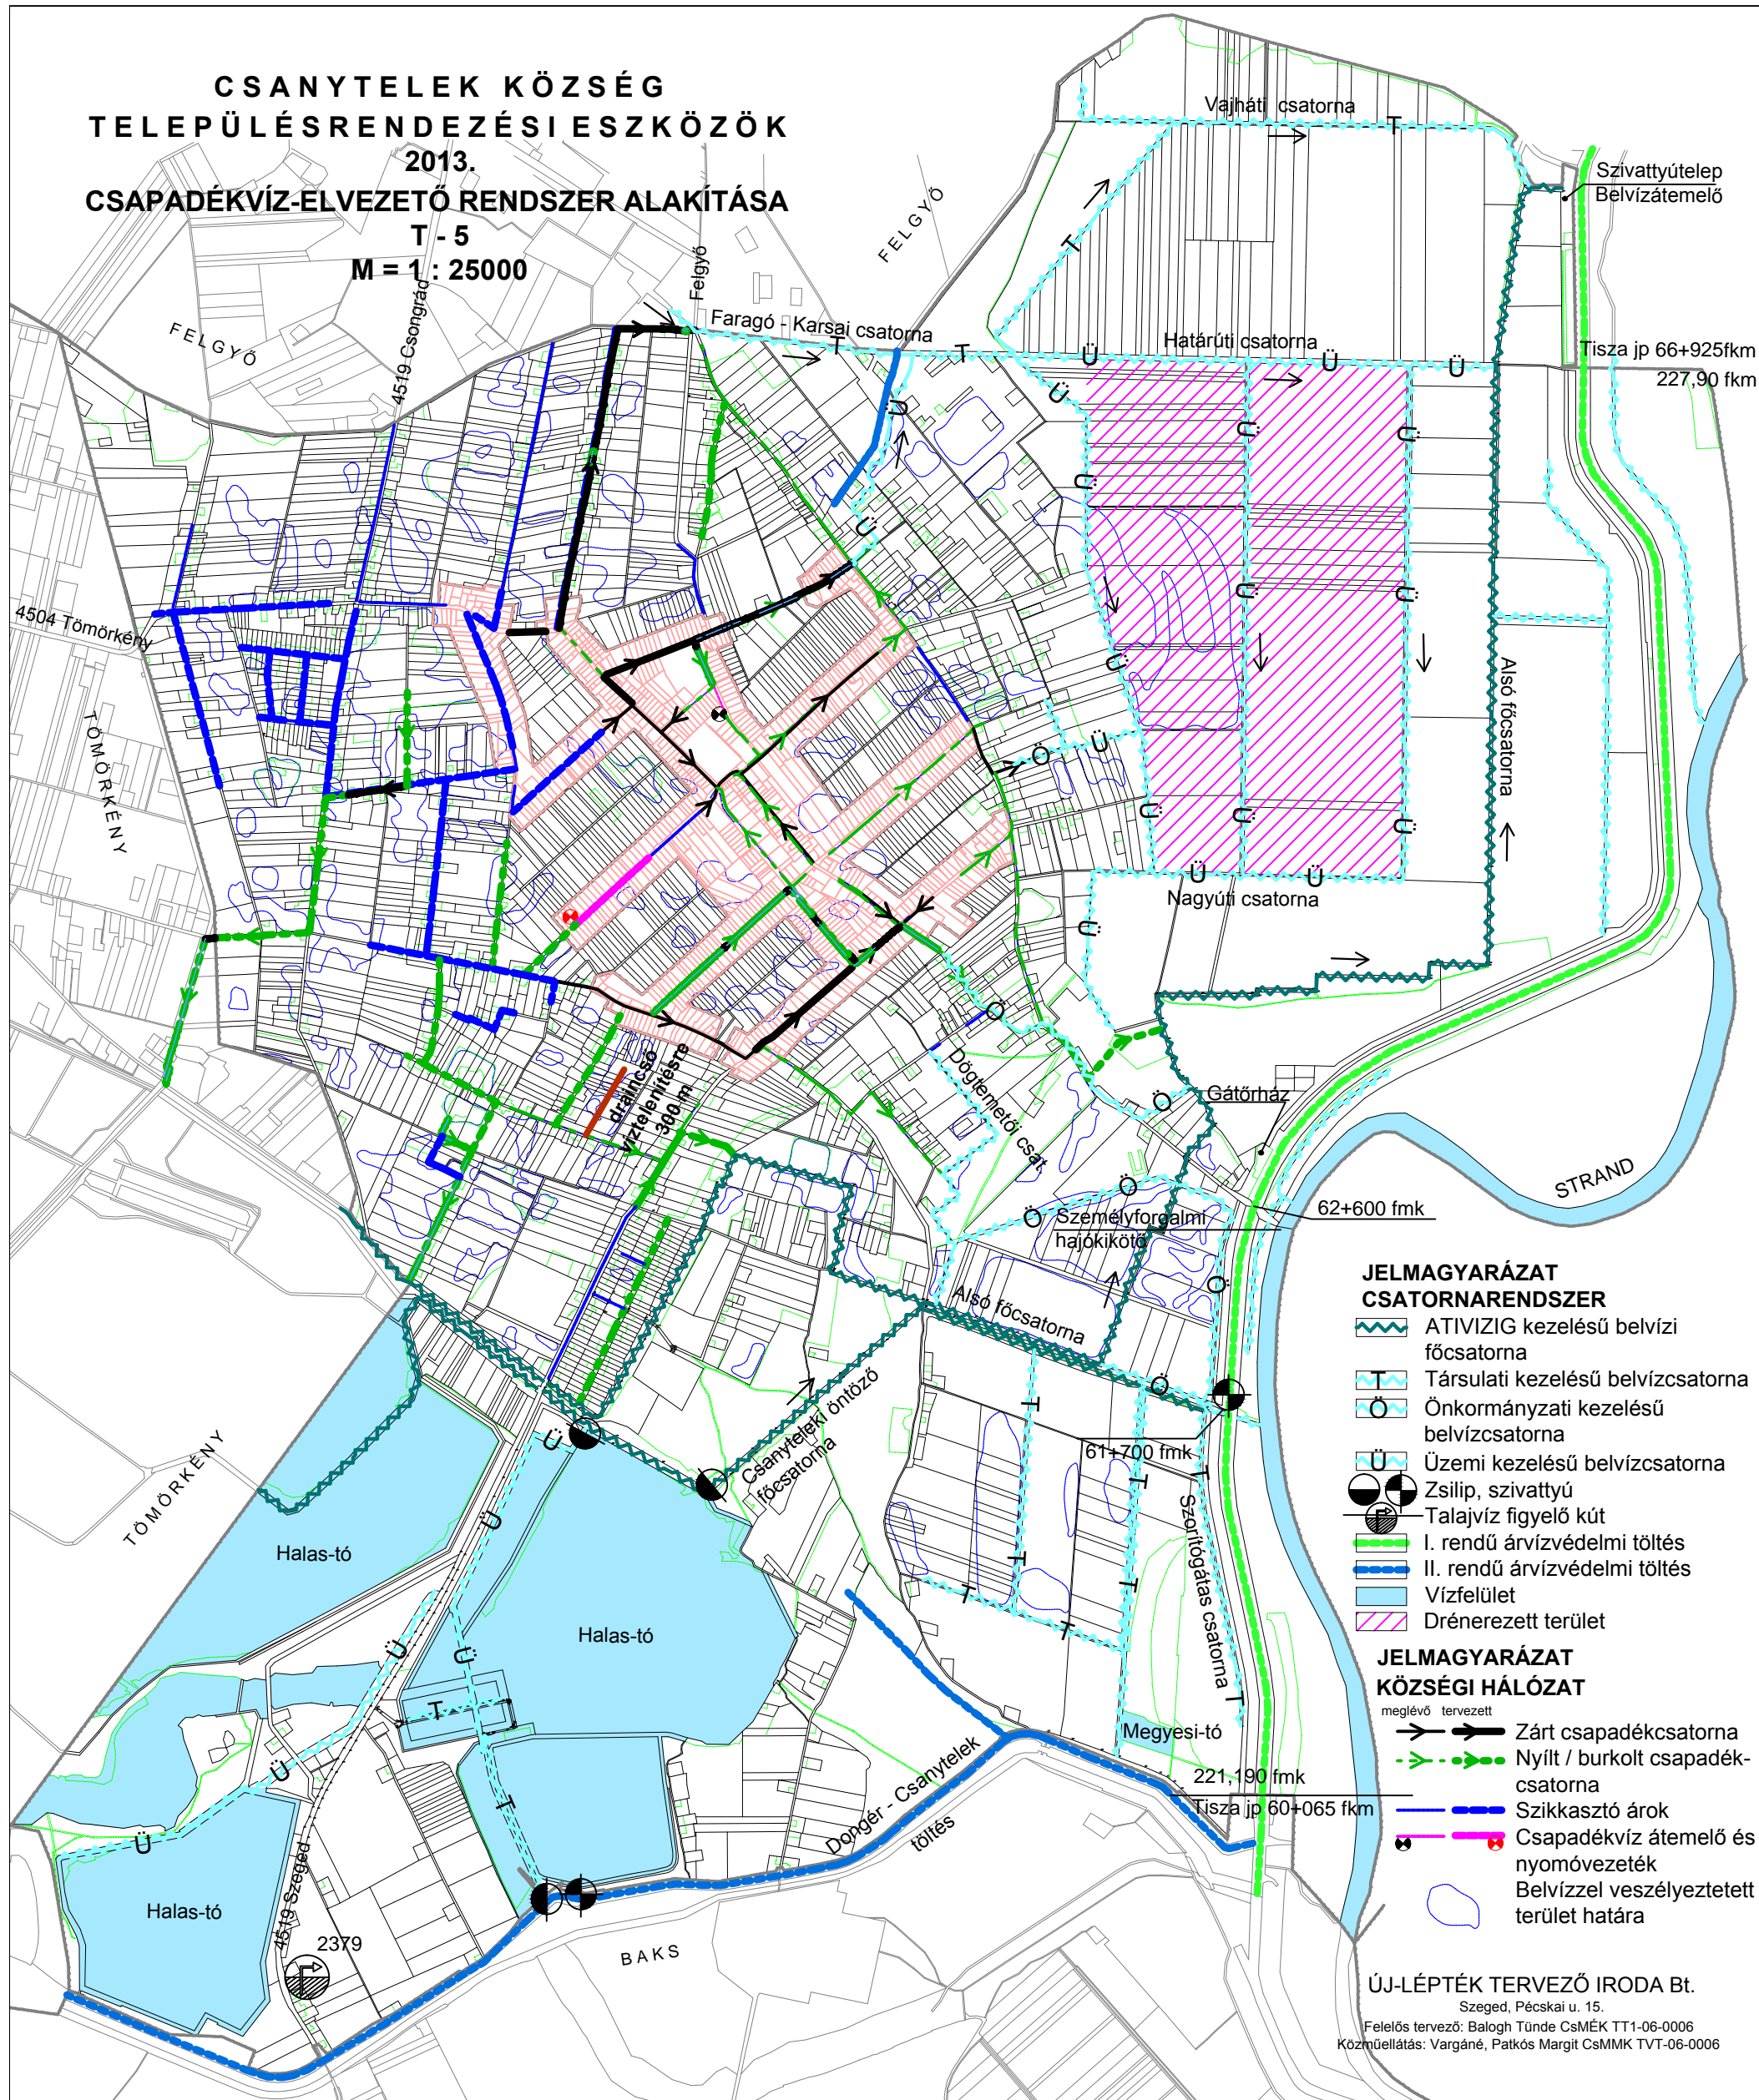 CSANYTELEK KÖZSÉG
TELEPÜLÉSRENDEZÉSI ESZKÖZÖK
2013.
CSAPADÉKVÍZ-ELVEZETŐ RENDSZER ALAKÍTÁSA
T - 5
M = 1 : 25000
Vajháti csatorna
T
Szivattyútelep
Belvízátemelő
FELGYŐ
T
Felgyő
4519 Csongrád
FELGYŐ
Faragó - Karsai csatorna
T
T
Ü
Határúti csatorna
Ü
Ü
Tisza jp 66+925fkm
227,90 fkm
Ü
Ü
Ü
Ü
Ü
Ü
Ü
Ü
4504 Tömörkény
Ü
Alsó főcsatorna
TÖMÖRKÉNY
Ö
Ü
Ü
Ü
Ü
Ü
Ü
Nagyúti csatorna
Ü
Ö
Dögtemetői csat.
draincső
víztelenítésre
300 m
Ö
Gátőrház
STRAND
Ö
Ö
62+600 fmk
Személyforgalmi
hajókikötő
Ö
Alsó főcsatorna
Ö
T
Csanyteleki öntöző
főcsatorna
61+700 fmk
T
T
Szorítógátas csatorna
TÖMÖRKÉNY
Ü
Ü
Halas-tó
Halas-tó
T
T
T
T
Ü
Ü
T
T
Ü
Ü
T
Megyesi-tó
Dongér - Csanytelek
töltés
221,190 fmk
Tisza jp 60+065 fkm
Halas-tó
4519 Szeged
2379
BAKS
JELMAGYARÁZAT
CSATORNARENDSZER
ATIVIZIG kezelésű belvízi
főcsatorna
T Társulati kezelésű belvízcsatorna
Ö Önkormányzati kezelésű
belvízcsatorna
Ü Üzemi kezelésű belvízcsatorna
Zsilip, szivattyú
Talajvíz figyelő kút
I. rendű árvízvédelmi töltés
II. rendű árvízvédelmi töltés
Vízfelület
Drénerezett terület
JELMAGYARÁZAT
KÖZSÉGI HÁLÓZAT
meglévő tervezett
Zárt csapadékcsatorna
Nyílt / burkolt csapadék-
csatorna
Szikkasztó árok
Csapadékvíz átemelő és
nyomóvezeték
Belvízzel veszélyeztetett
terület határa
ÚJ-LÉPTÉK TERVEZŐ IRODA Bt.
Szeged, Pécskai u. 15.
Felelős tervező: Balogh Tünde CsMÉK TT1-06-0006
Közműellátás: Vargáné, Patkós Margit CsMMK TVT-06-0006